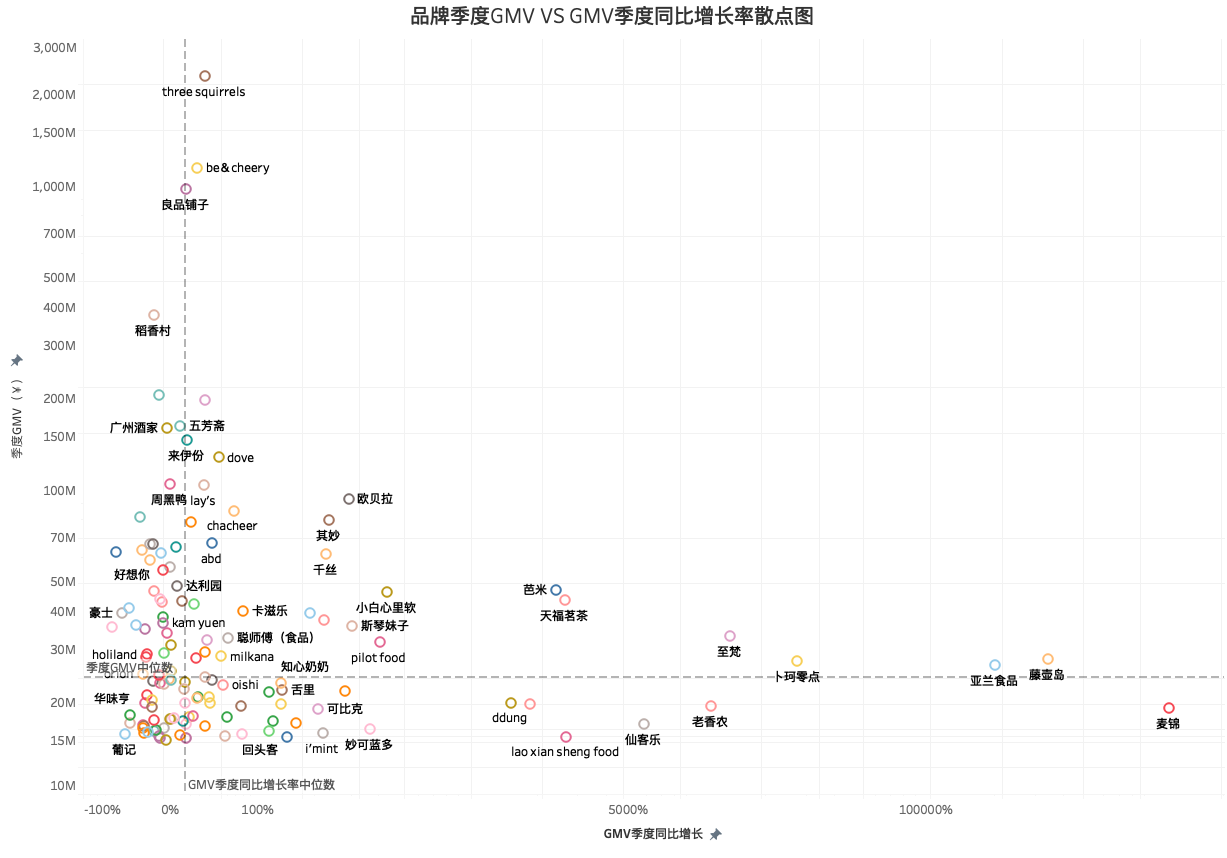 品牌季度GMV VS GMV季度同比增长率散点图
3,000M
three squirrels
2,000M
1,500M
be&cheery
1,000M
良品铺子
700M
500M
400M
稻香村
300M
200M
广州酒家
五芳斋
150M
来伊份
dove
100M
周黑鸭
lay's
欧贝拉
chacheer
其妙
70M
abd
千丝
好想你
50M
达利园
芭米
小白心里软
天福茗茶
40M
豪士
卡滋乐
kam yuen
斯琴妹子
聪师傅（食品）
30M
holiland
milkana
pilot food
至梵
季度GMV中位数
orion
知心奶奶
卜珂零点
亚兰食品
藤壶岛
oishi
舌里
20M
华味亨
可比克
ddung
老香农
麦锦
仙客乐
15M
葡记
回头客
i'mint
妙可蓝多
lao xian sheng food
10M
GMV季度同比增长率中位数
-100%
0%
100%
5000%
100000%
GMV季度同比增长
季度GMV（¥）